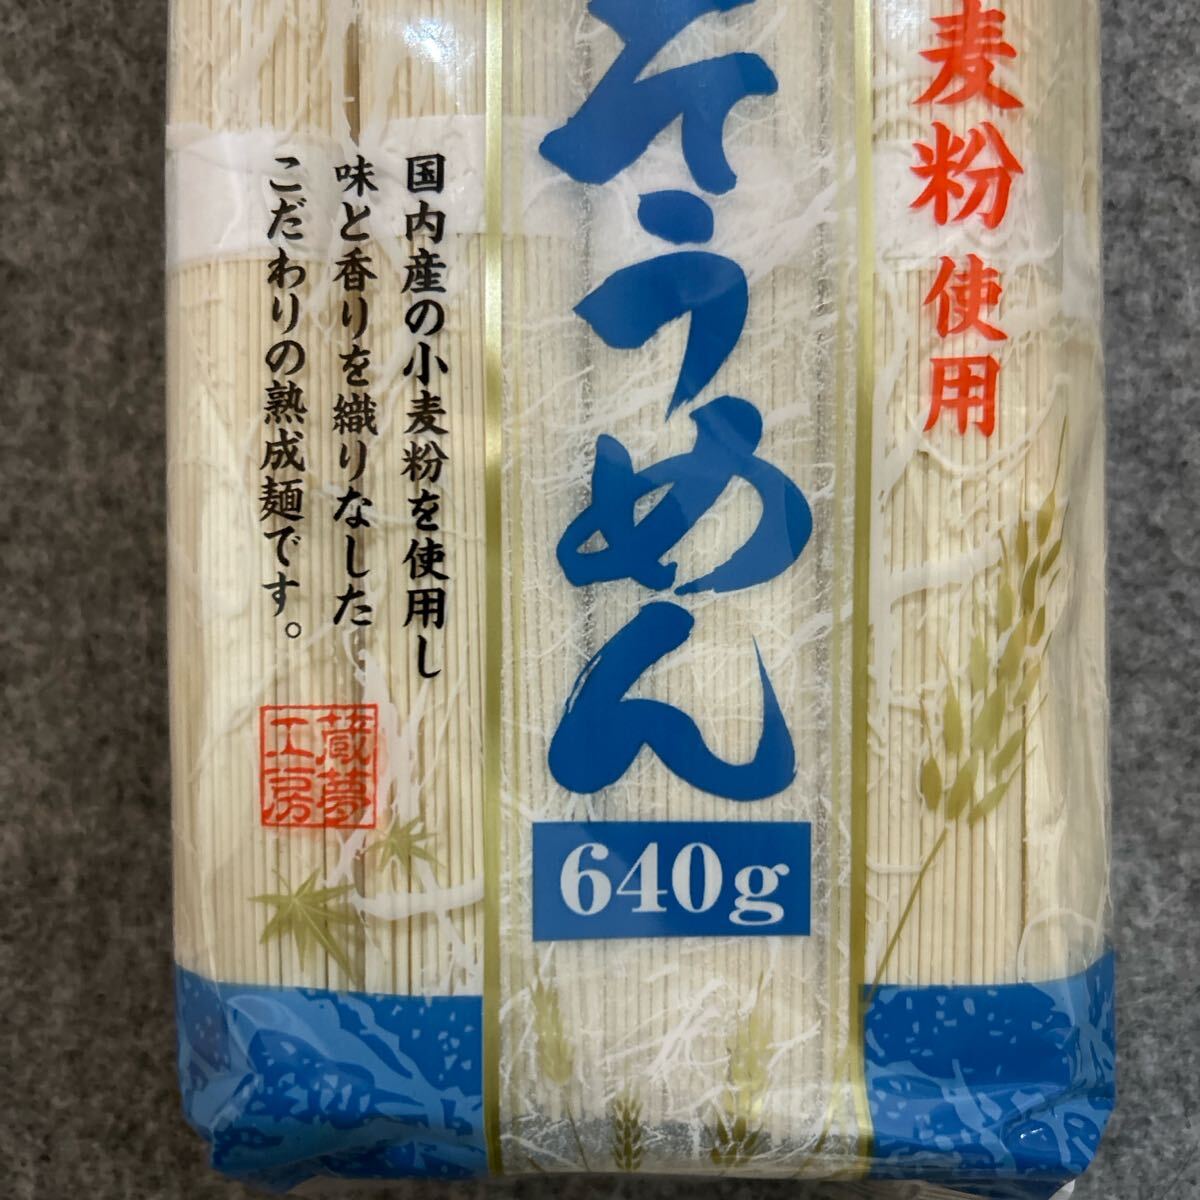 麦粉使用
そうめん
640g
国内産の小麦粉を使用し
味と香りを織りなした
こだわりの熟成麺です。
蔵夢
工房